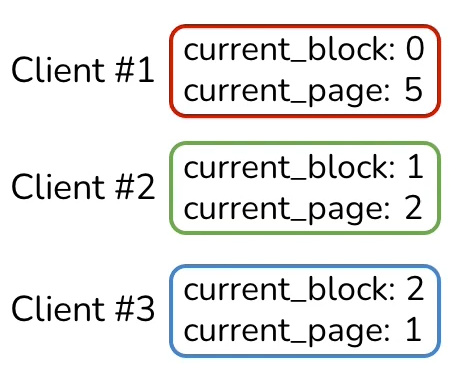 Client #1
current_block: 0
current_page: 5
Client #2
current_block: 1
current_page: 2
Client #3
current_block: 2
current_page: 1